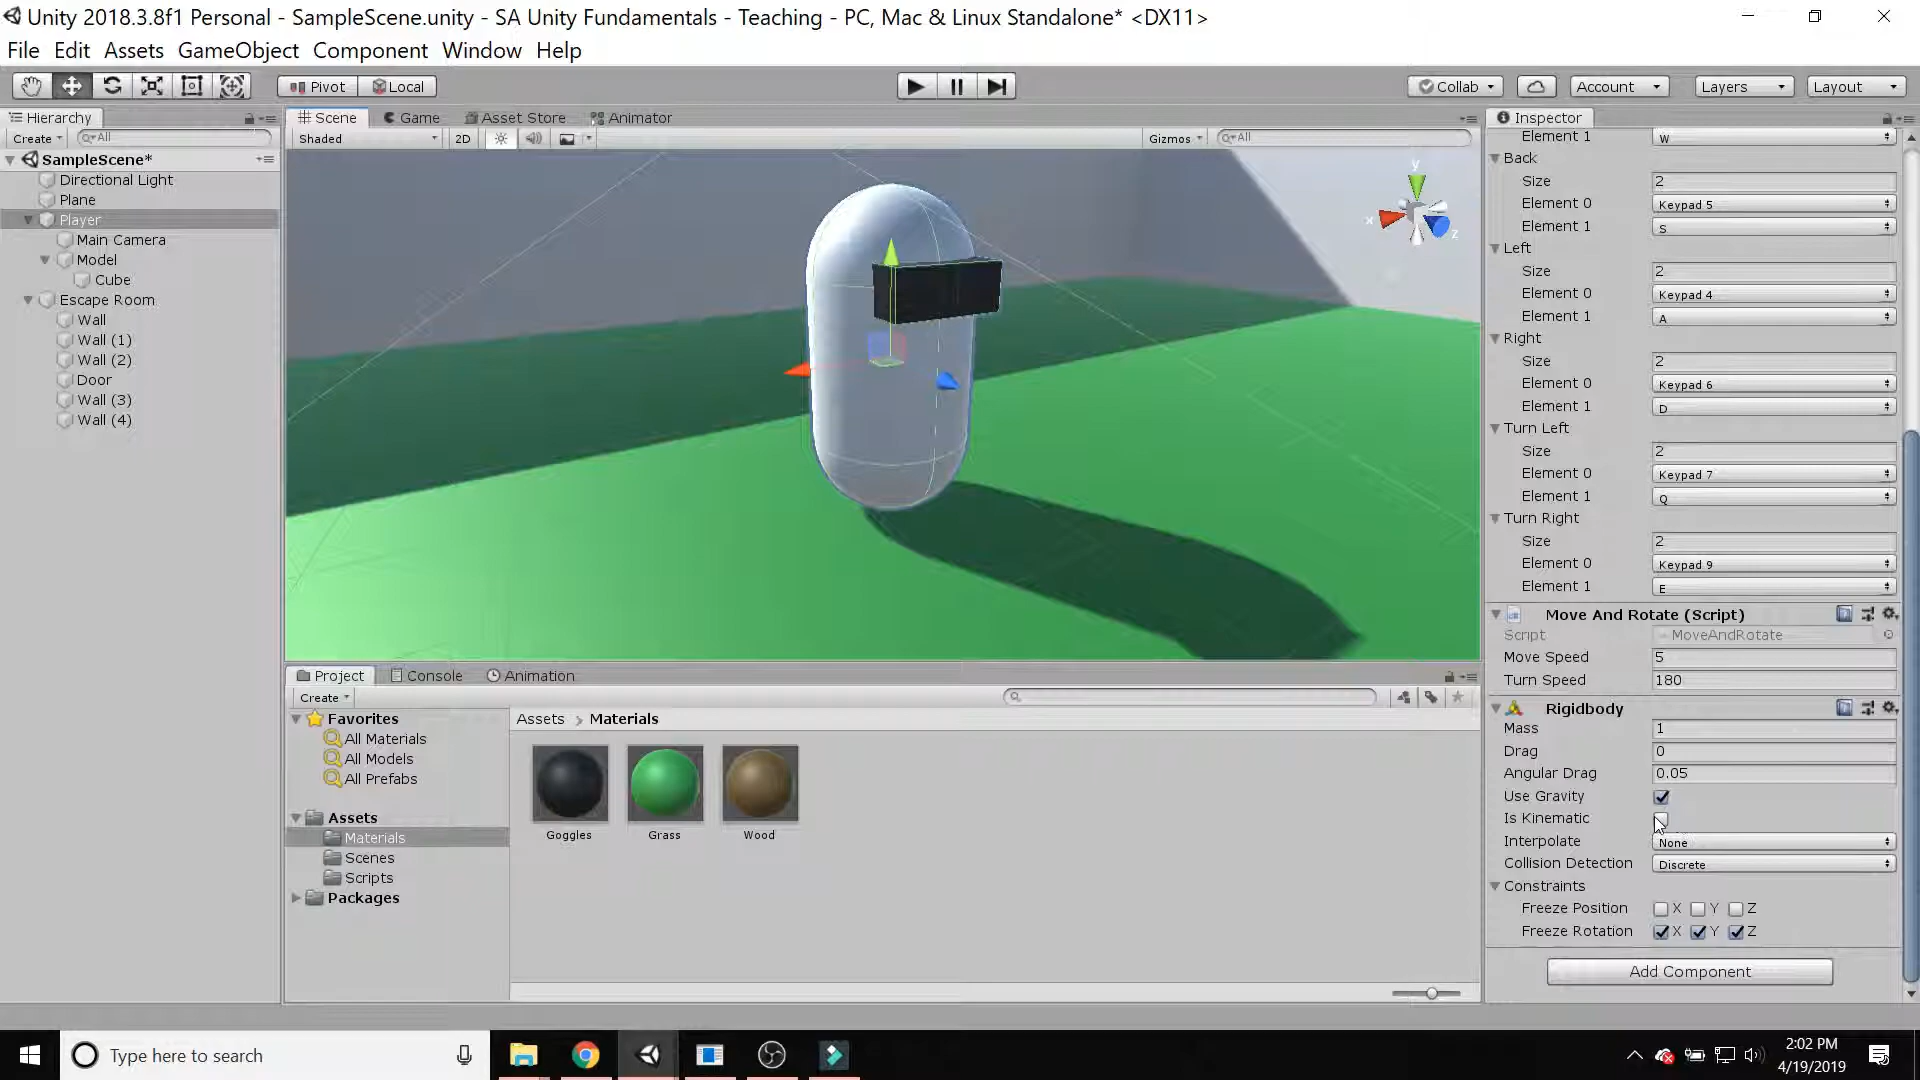 Unity 2018.3.8f1 Personal - SampleScene.unity - SA Unity Fundamentals - Teaching - PC, Mac & Linux Standalone* <DX11>
File Edit Assets GameObject Component Window Help
Pivot Local Collab Account Layers Layout
Hierarchy
Create All
SampleScene*
Directional Light
Plane
Player
Main Camera
Model
Cube
Escape Room
Wall
Wall (1)
Wall (2)
Door
Wall (3)
Wall (4)
Scene Game Asset Store Animator
Shaded 2D Gizmos All
y
x
z
Project Console Animation
Create
Favorites
All Materials
All Models
All Prefabs
Assets
Materials
Scenes
Scripts
Packages
Assets > Materials
Goggles Grass Wood
Inspector
Element 1 W
Back
Size 2
Element 0 Keypad 5
Element 1 S
Left
Size 2
Element 0 Keypad 4
Element 1 A
Right
Size 2
Element 0 Keypad 6
Element 1 D
Turn Left
Size 2
Element 0 Keypad 7
Element 1 Q
Turn Right
Size 2
Element 0 Keypad 9
Element 1 E
Move And Rotate (Script)
Script MoveAndRotate
Move Speed 5
Turn Speed 180
Rigidbody
Mass 1
Drag 0
Angular Drag 0.05
Use Gravity
Is Kinematic
Interpolate None
Collision Detection Discrete
Constraints
Freeze Position X Y Z
Freeze Rotation X Y Z
Add Component
Type here to search
2:02 PM
4/19/2019